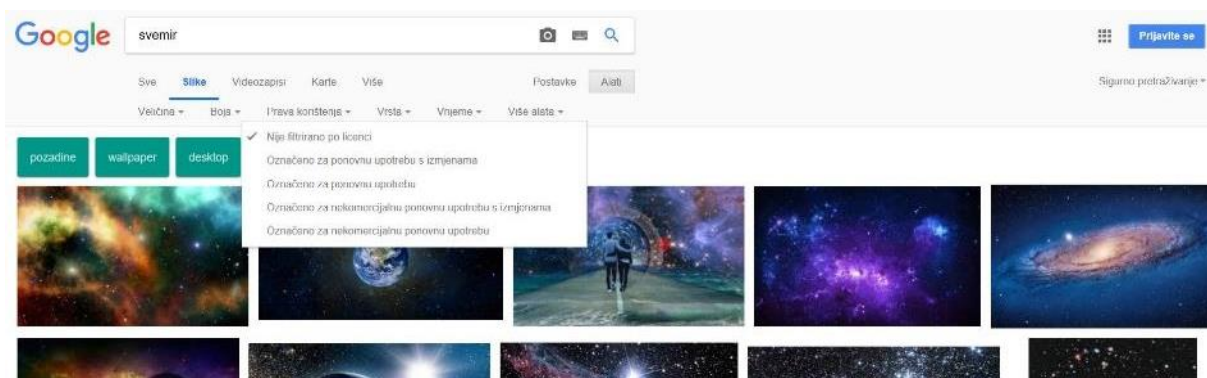 Google svemir Prijavite se
Sve Slike Videozapisi Karte Više Postavke Alati Sigurno pretraživanje
Veličina Boja Prava korištenja Vrsta Vrijeme Više alata
Nije filtrirano po licenci
pozadine wallpaper desktop
Označeno za ponovnu upotrebu s izmjenama
Označeno za ponovnu upotrebu
Označeno za nekomercijalnu ponovnu upotrebu s izmjenama
Označeno za nekomercijalnu ponovnu upotrebu